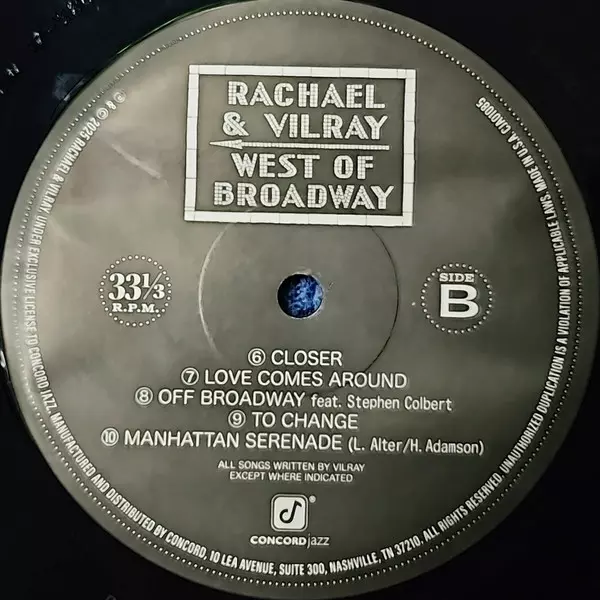 RACHAEL
& VILRAY
WEST OF
BROADWAY
33⅓
R.P.M.
SIDE
B
⑥ CLOSER
⑦ LOVE COMES AROUND
⑧ OFF BROADWAY feat. Stephen Colbert
⑨ TO CHANGE
⑩ MANHATTAN SERENADE (L. Alter/H. Adamson)
ALL SONGS WRITTEN BY VILRAY
EXCEPT WHERE INDICATED
CONCORD jazz
℗ & © 2025 RACHAEL & VILRAY UNDER EXCLUSIVE LICENSE TO CONCORD JAZZ. MANUFACTURED AND DISTRIBUTED BY CONCORD, 10 LEA AVENUE, SUITE 300, NASHVILLE, TN 37210. ALL RIGHTS RESERVED. UNAUTHORIZED DUPLICATION IS A VIOLATION OF APPLICABLE LAWS. MADE IN U.S.A.